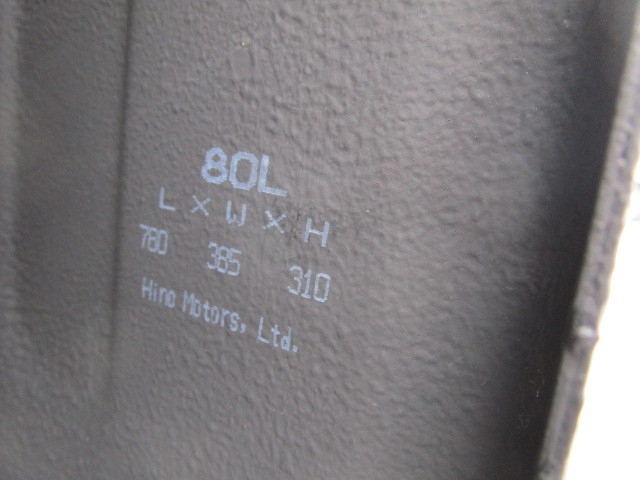 80L
L × W × H
780 385 310
Hino Motors, Ltd.